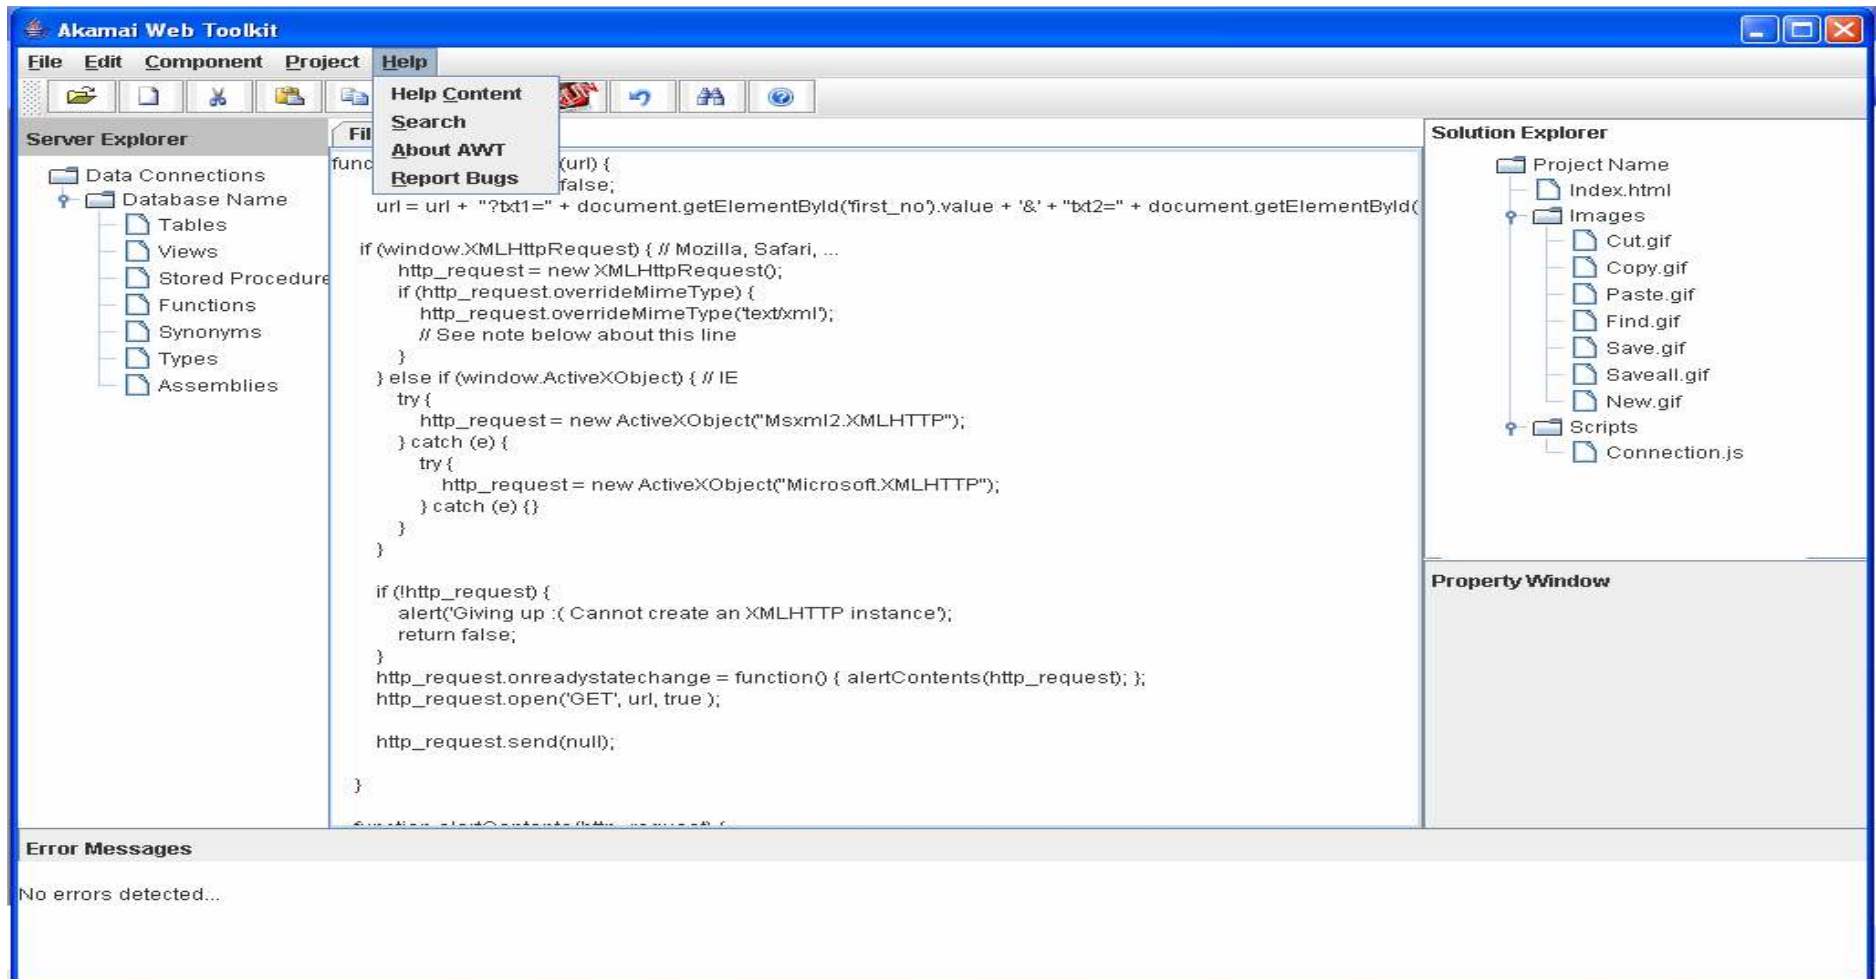 Akamai Web Toolkit
File Edit Component Project Help
Help Content
Search
About AWT
Report Bugs
Server Explorer
Data Connections
Database Name
Tables
Views
Stored Procedure
Functions
Synonyms
Types
Assemblies
Fil
func (url) {
false;
url = url + "?txt1=" + document.getElementById('first_no').value + '&' + "txt2=" + document.getElementById(
if (window.XMLHttpRequest) { // Mozilla, Safari, ...
http_request = new XMLHttpRequest();
if (http_request.overrideMimeType) {
http_request.overrideMimeType('text/xml');
// See note below about this line
}
} else if (window.ActiveXObject) { // IE
try {
http_request = new ActiveXObject("Msxml2.XMLHTTP");
} catch (e) {
try {
http_request = new ActiveXObject("Microsoft.XMLHTTP");
} catch (e) {}
}
}
if (!http_request) {
alert('Giving up :( Cannot create an XMLHTTP instance');
return false;
}
http_request.onreadystatechange = function() { alertContents(http_request); };
http_request.open('GET', url, true );
http_request.send(null);
}
Solution Explorer
Project Name
Index.html
Images
Cut.gif
Copy.gif
Paste.gif
Find.gif
Save.gif
Saveall.gif
New.gif
Scripts
Connection.js
Property Window
Error Messages
No errors detected...